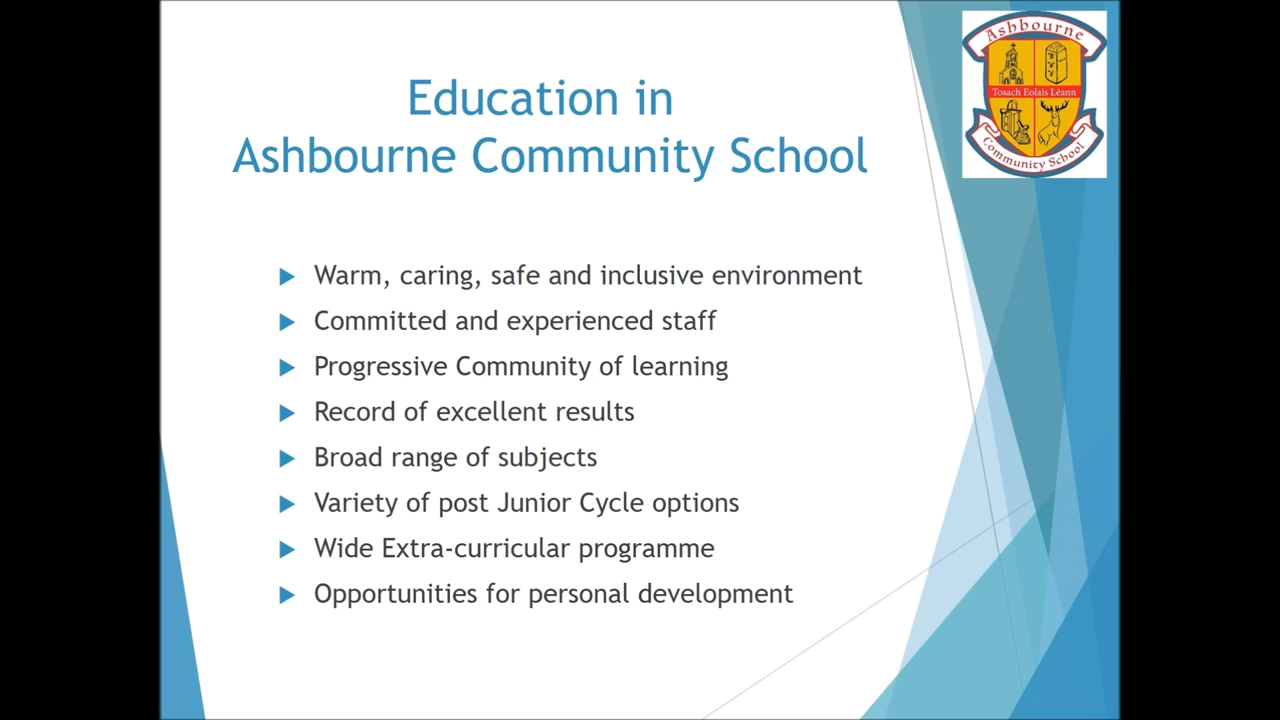 Education in
Ashbourne Community School
Ashbourne
Tosach Eolais Léann
Community School
Warm, caring, safe and inclusive environment
Committed and experienced staff
Progressive Community of learning
Record of excellent results
Broad range of subjects
Variety of post Junior Cycle options
Wide Extra-curricular programme
Opportunities for personal development